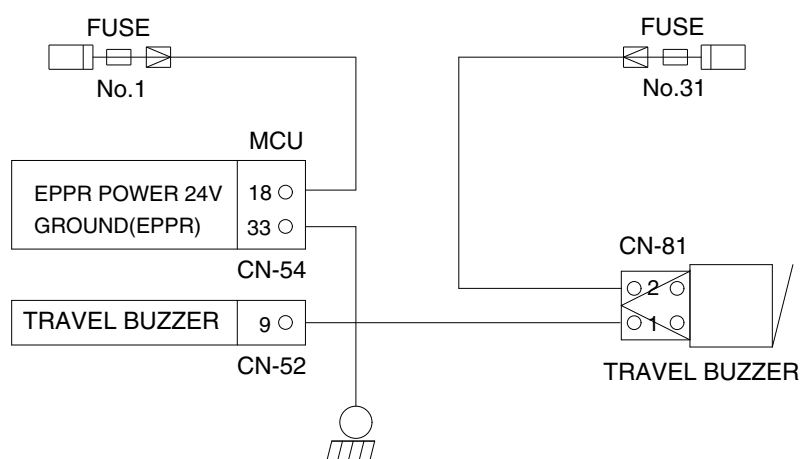 FUSE
No.1
FUSE
No.31
MCU
EPPR POWER 24V 18
GROUND(EPPR) 33
CN-54
TRAVEL BUZZER 9
CN-52
CN-81
2
1
TRAVEL BUZZER